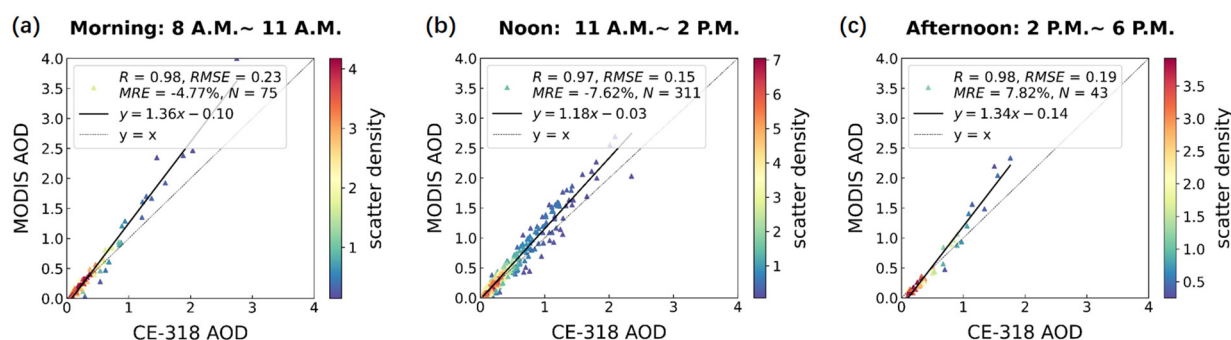 (a) Morning: 8 A.M.~ 11 A.M.
4.0
3.5
3.0
2.5
2.0
1.5
1.0
0.5
0.0
MODIS AOD
R = 0.98, RMSE = 0.23
MRE = -4.77%, N = 75
y=1.36x−0.10
y = x
0 1 2 3 4
CE-318 AOD
4
3
2
1
scatter density
(b) Noon: 11 A.M.~ 2 P.M.
4.0
3.5
3.0
2.5
2.0
1.5
1.0
0.5
0.0
MODIS AOD
R = 0.97, RMSE = 0.15
MRE = -7.62%, N = 311
y=1.18x−0.03
y = x
0 1 2 3 4
CE-318 AOD
7
6
5
4
3
2
1
scatter density
(c) Afternoon: 2 P.M.~ 6 P.M.
4.0
3.5
3.0
2.5
2.0
1.5
1.0
0.5
0.0
MODIS AOD
R = 0.98, RMSE = 0.19
MRE = 7.82%, N = 43
y=1.34x−0.14
y = x
0 1 2 3 4
CE-318 AOD
3.5
3.0
2.5
2.0
1.5
1.0
0.5
scatter density